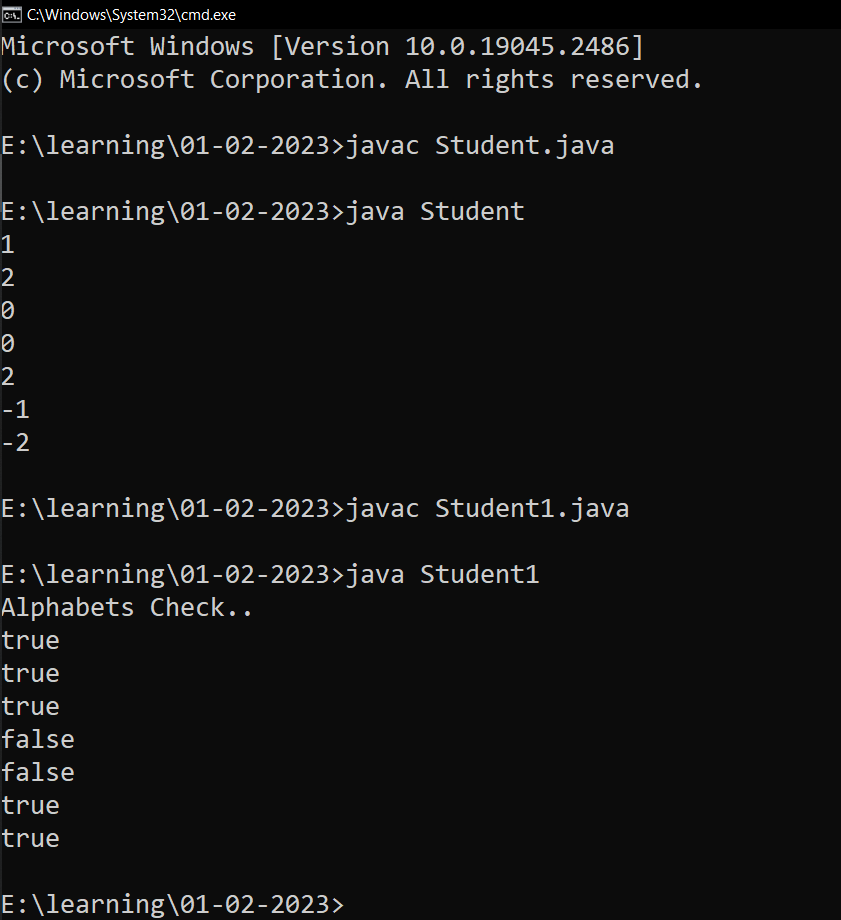 C:\Windows\System32\cmd.exe
Microsoft Windows [Version 10.0.19045.2486]
(c) Microsoft Corporation. All rights reserved.
E:\learning\01-02-2023>javac Student.java
E:\learning\01-02-2023>java Student
1
2
0
0
2
-1
-2
E:\learning\01-02-2023>javac Student1.java
E:\learning\01-02-2023>java Student1
Alphabets Check..
true
true
true
false
false
true
true
E:\learning\01-02-2023>